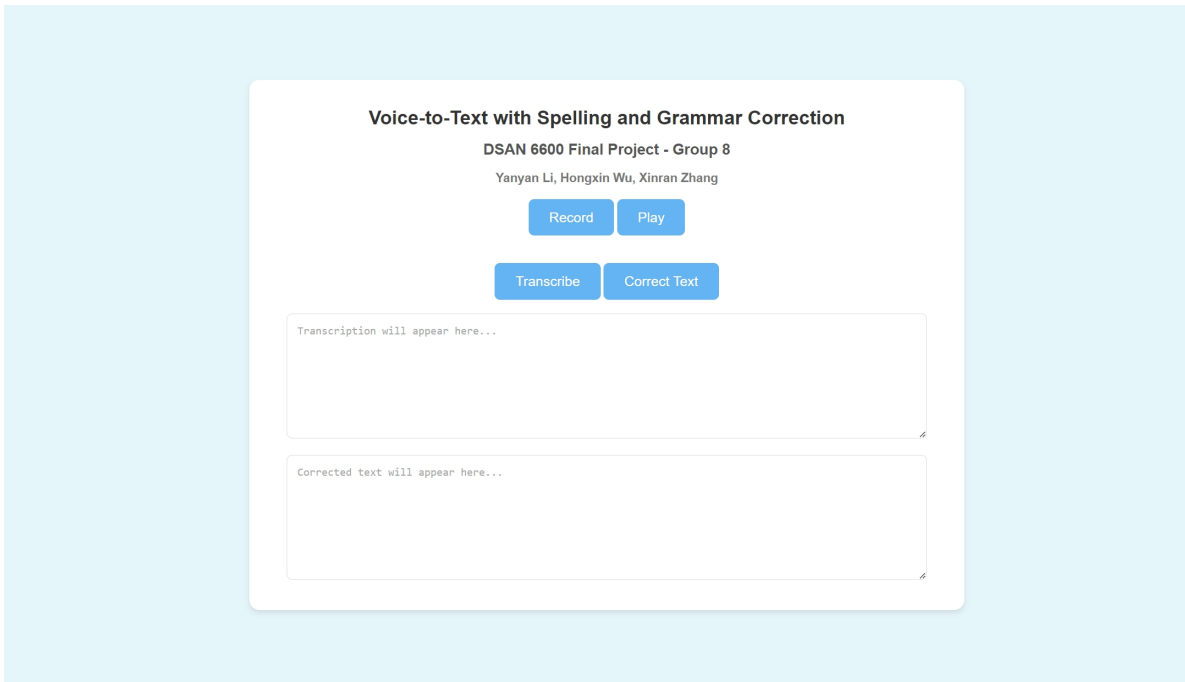 Voice-to-Text with Spelling and Grammar Correction
DSAN 6600 Final Project - Group 8
Yanyan Li, Hongxin Wu, Xinran Zhang
Record Play
Transcribe Correct Text
Transcription will appear here...
Corrected text will appear here...